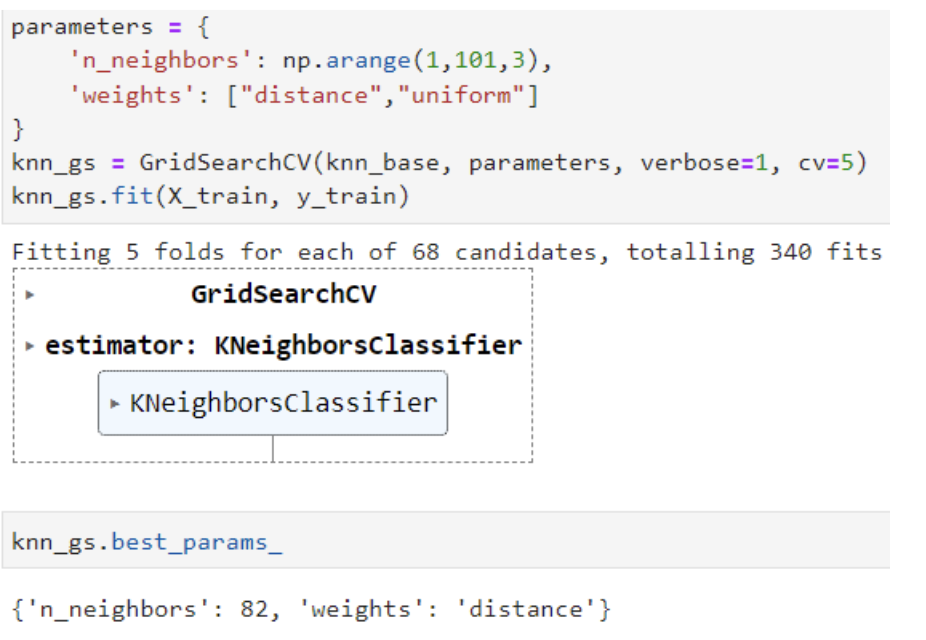 parameters = {
    'n_neighbors': np.arange(1,101,3),
    'weights': ["distance","uniform"]
}
knn_gs = GridSearchCV(knn_base, parameters, verbose=1, cv=5)
knn_gs.fit(X_train, y_train)
Fitting 5 folds for each of 68 candidates, totalling 340 fits
▸ GridSearchCV
▸ estimator: KNeighborsClassifier
▸ KNeighborsClassifier
knn_gs.best_params_
{'n_neighbors': 82, 'weights': 'distance'}